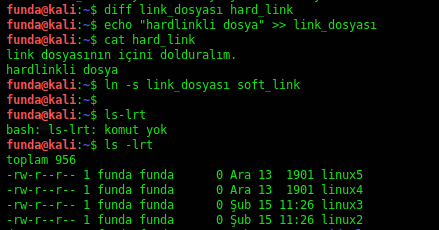 funda@kali:~$ diff link_dosyası hard_link
funda@kali:~$ echo "hardlinkli dosya" >> link_dosyası
funda@kali:~$ cat hard_link
link dosyasının içini dolduralım.
hardlinkli dosya
funda@kali:~$ ln -s link_dosyası soft_link
funda@kali:~$
funda@kali:~$ ls-lrt
bash: ls-lrt: komut yok
funda@kali:~$ ls -lrt
toplam 956
-rw-r--r-- 1 funda funda      0 Ara 13  1901 linux5
-rw-r--r-- 1 funda funda      0 Ara 13  1901 linux4
-rw-r--r-- 1 funda funda      0 Şub 15 11:26 linux3
-rw-r--r-- 1 funda funda      0 Şub 15 11:26 linux2